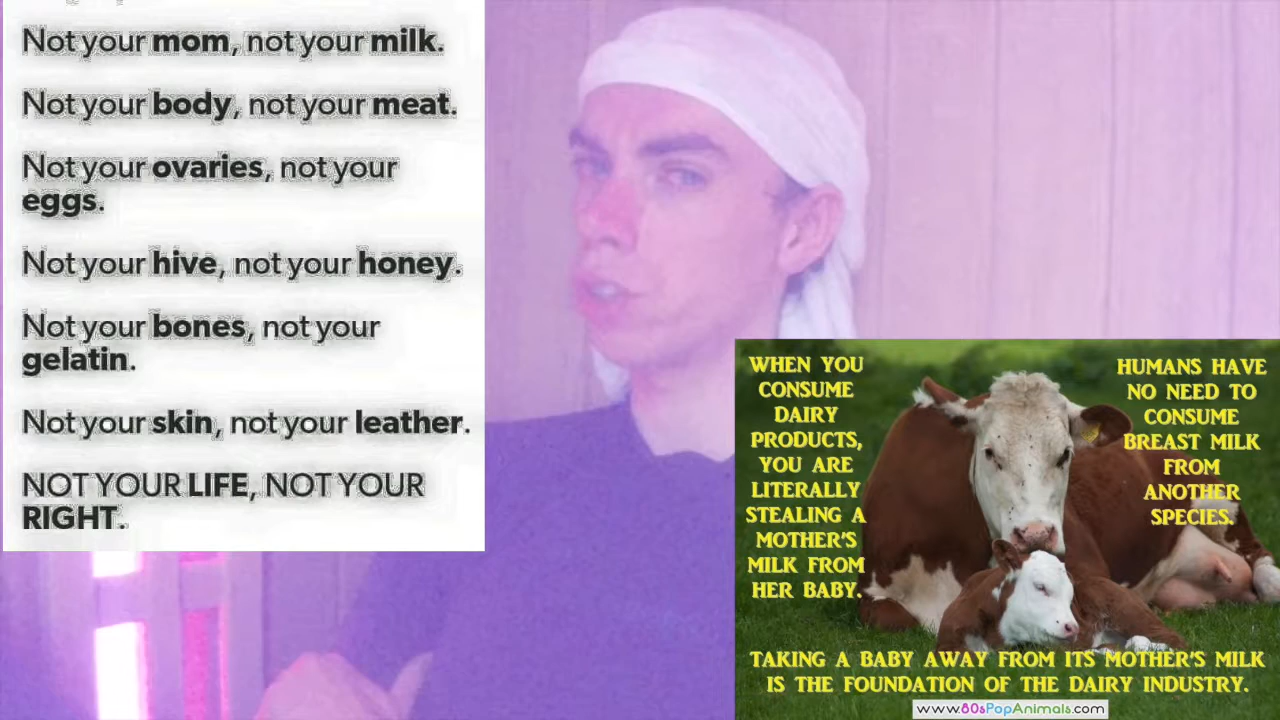 Not your mom, not your milk.
Not your body, not your meat.
Not your ovaries, not your
eggs.
Not your hive, not your honey.
Not your bones, not your
gelatin.
Not your skin, not your leather.
NOT YOUR LIFE, NOT YOUR
RIGHT.
WHEN YOU
CONSUME
DAIRY
PRODUCTS,
YOU ARE
LITERALLY
STEALING A
MOTHER'S
MILK FROM
HER BABY.
HUMANS HAVE
NO NEED TO
CONSUME
BREAST MILK
FROM
ANOTHER
SPECIES.
TAKING A BABY AWAY FROM ITS MOTHER'S MILK
IS THE FOUNDATION OF THE DAIRY INDUSTRY.
www.80sPopAnimals.com